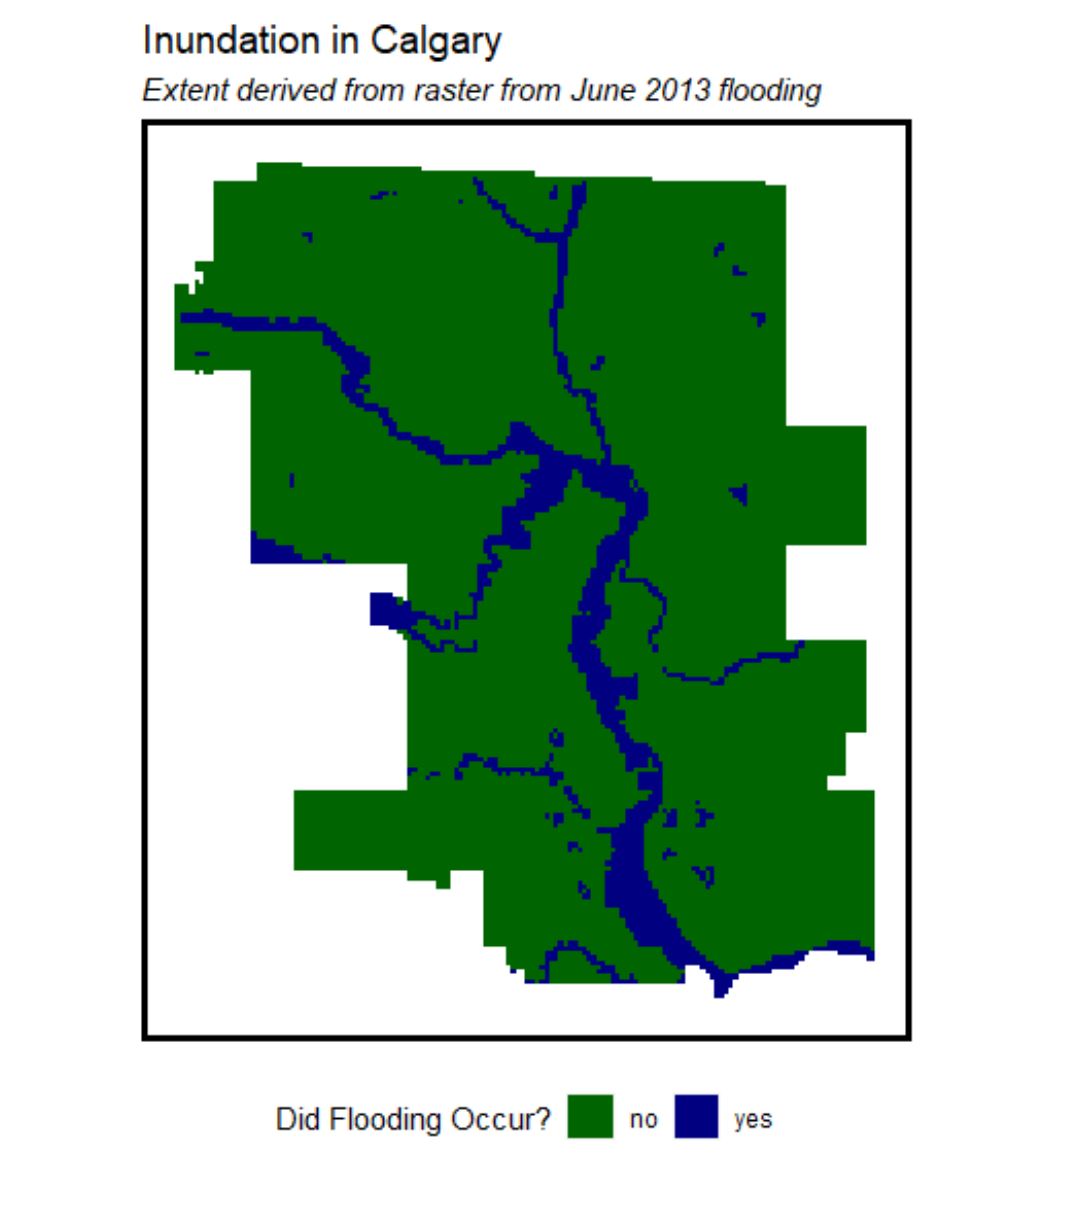 Inundation in Calgary
Extent derived from raster from June 2013 flooding
Did Flooding Occur? no yes